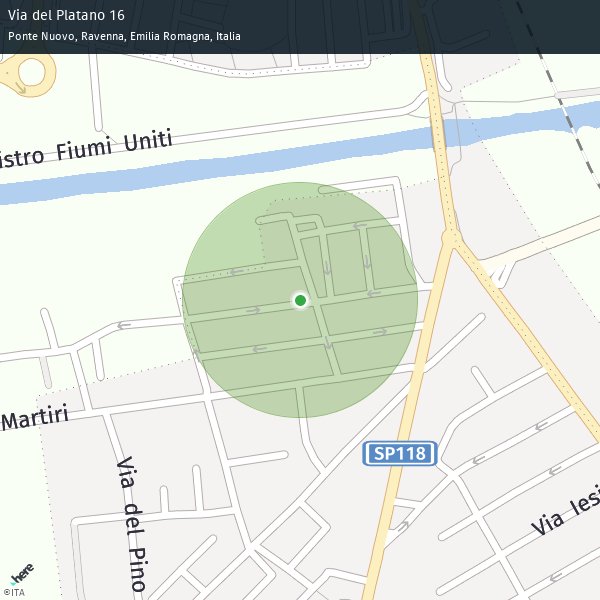 Via del Platano 16
Ponte Nuovo, Ravenna, Emilia Romagna, Italia
istro Fiumi Uniti
Martiri
SP118
Via del Pino
Via Iesi
here
©ITA